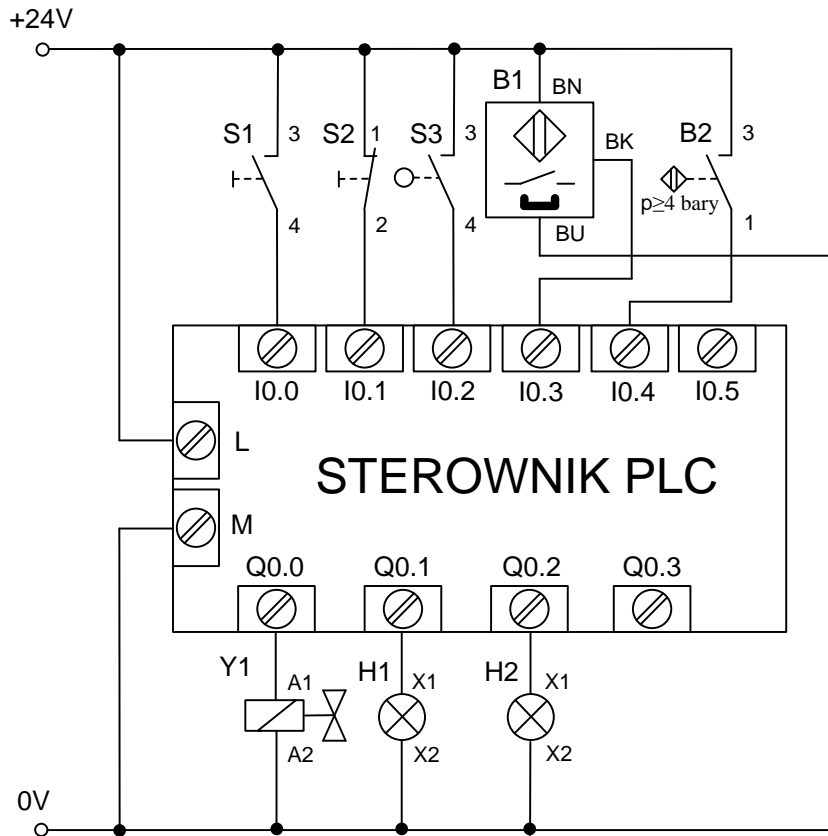 +24V
B1 BN
S1 3 S2 1 S3 3 BK B2 3
p≥4 bary
4 2 4 BU 1
I0.0 I0.1 I0.2 I0.3 I0.4 I0.5
L
STEROWNIK PLC
M
Q0.0 Q0.1 Q0.2 Q0.3
Y1 A1 H1 X1 H2 X1
A2 X2 X2
0V